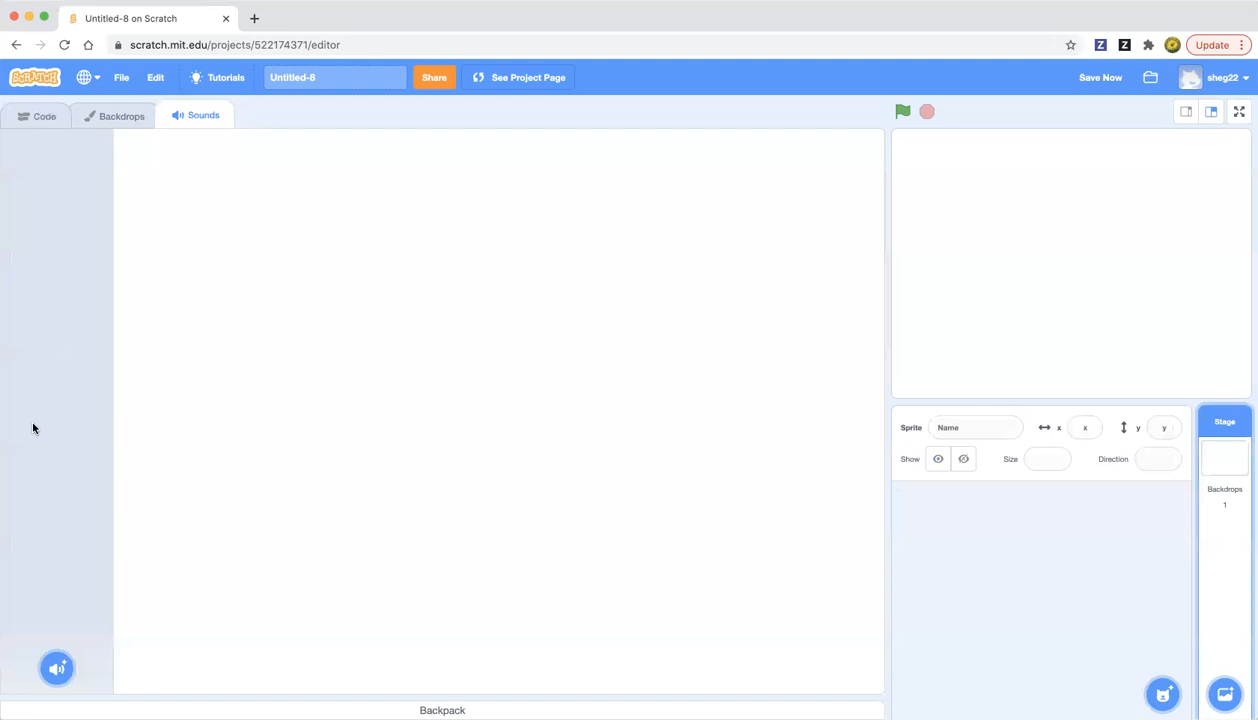 Untitled-8 on Scratch
scratch.mit.edu/projects/522174371/editor
Z
Z
Update
SCRATCH
File
Edit
Tutorials
Untitled-8
Share
See Project Page
Save Now
sheg22
Code
Backdrops
Sounds
Sprite
Name
x
x
y
y
Show
Size
Direction
Stage
Backdrops
1
Backpack